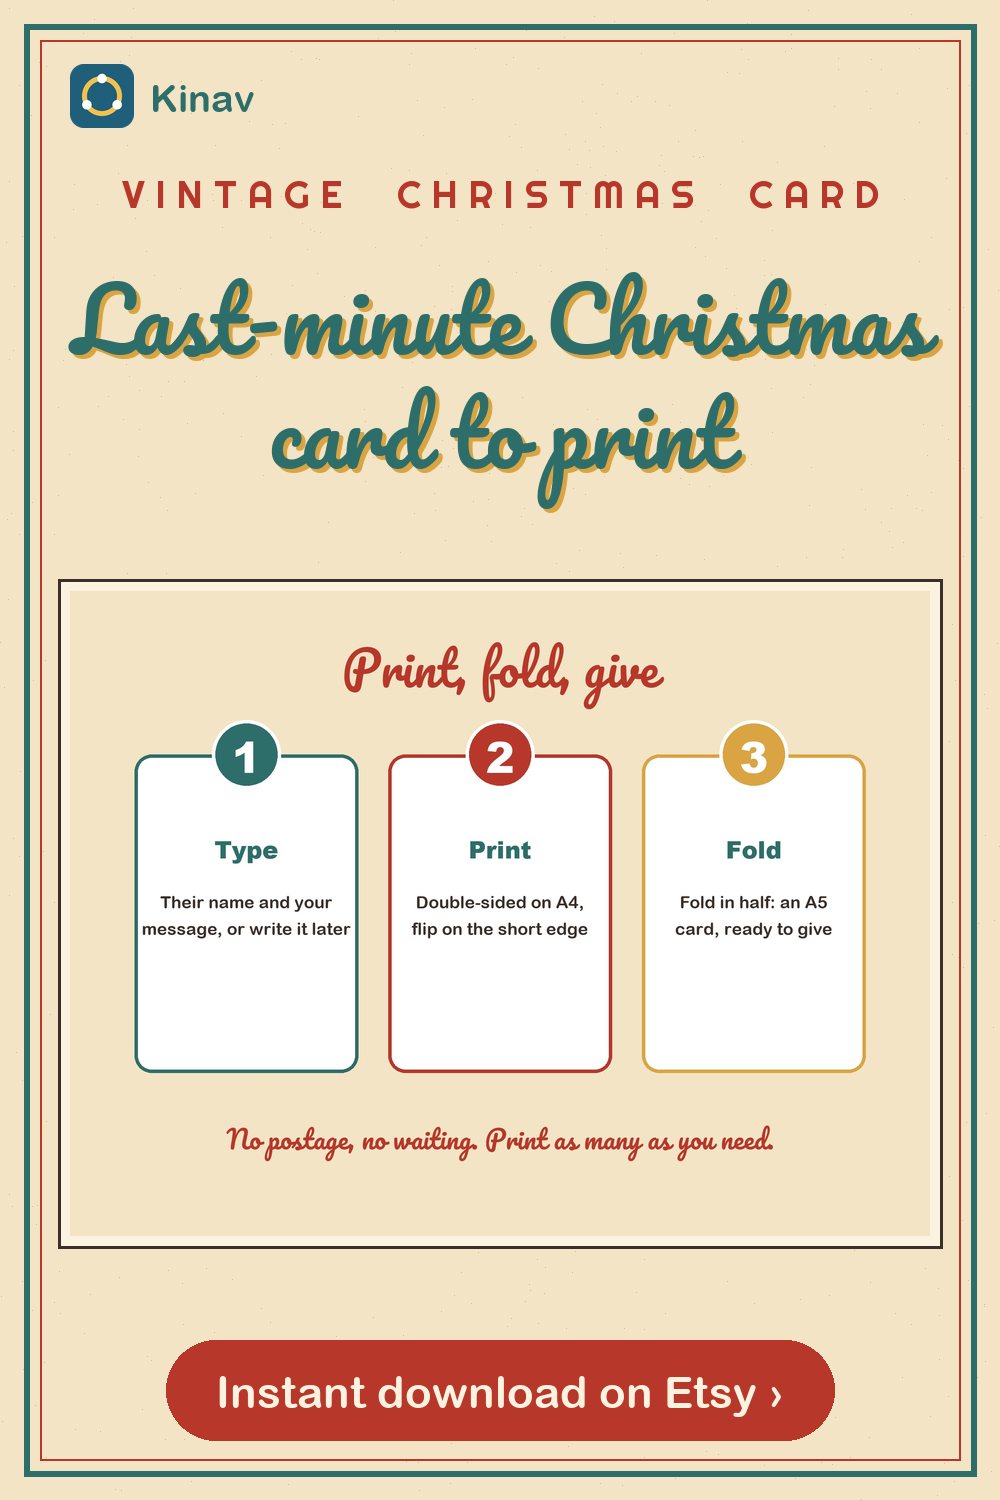 Kinav
VINTAGE CHRISTMAS CARD
Last-minute Christmas
card to print
Print, fold, give
1
Type
Their name and your
message, or write it later
2
Print
Double-sided on A4,
flip on the short edge
3
Fold
Fold in half: an A5
card, ready to give
No postage, no waiting. Print as many as you need.
Instant download on Etsy ›